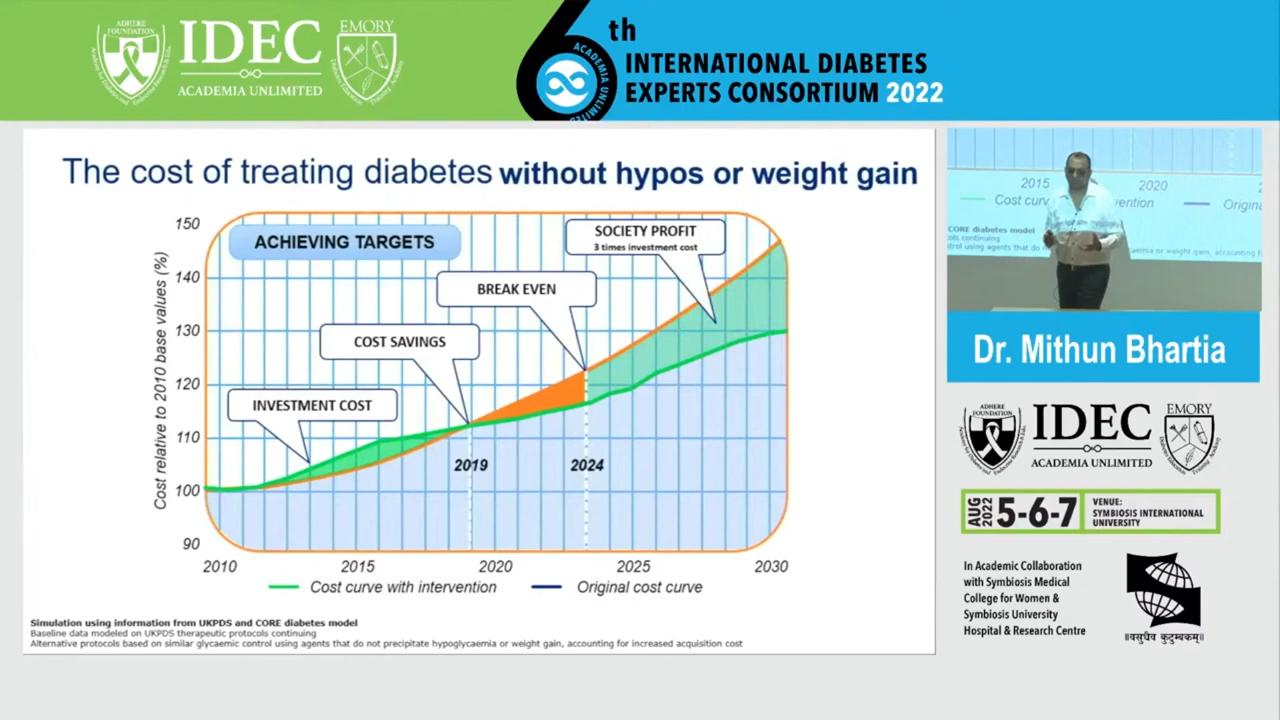 ADHERE
FOUNDATION
IDEC
ACADEMIA UNLIMITED
EMORY
6th
ACADEMIA UNLIMITED
INTERNATIONAL DIABETES
EXPERTS CONSORTIUM 2022
The cost of treating diabetes without hypos or weight gain
Cost relative to 2010 base values (%)
150
140
130
120
110
100
90
ACHIEVING TARGETS
SOCIETY PROFIT
3 times investment cost
BREAK EVEN
COST SAVINGS
INVESTMENT COST
2019
2024
2010
2015
2020
2025
2030
Cost curve with intervention
Original cost curve
Simulation using information from UKPDS and CORE diabetes model
Baseline data modeled on UKPDS therapeutic protocols continuing
Alternative protocols based on similar glycaemic control using agents that do not precipitate hypoglycaemia or weight gain, accounting for increased acquisition cost
2015
2020
Cost curv
vention
Origina
CORE diabetes model
ols continuing
trol using agents that do
aemia or weight gain, accounting f
Dr. Mithun Bhartia
ADHERE
FOUNDATION
IDEC
ACADEMIA UNLIMITED
EMORY
AUG
2022
5-6-7
VENUE:
SYMBIOSIS INTERNATIONAL
UNIVERSITY
In Academic Collaboration
with Symbiosis Medical
College for Women &
Symbiosis University
Hospital & Research Centre
॥वसुधैव कुटुम्बकम्॥